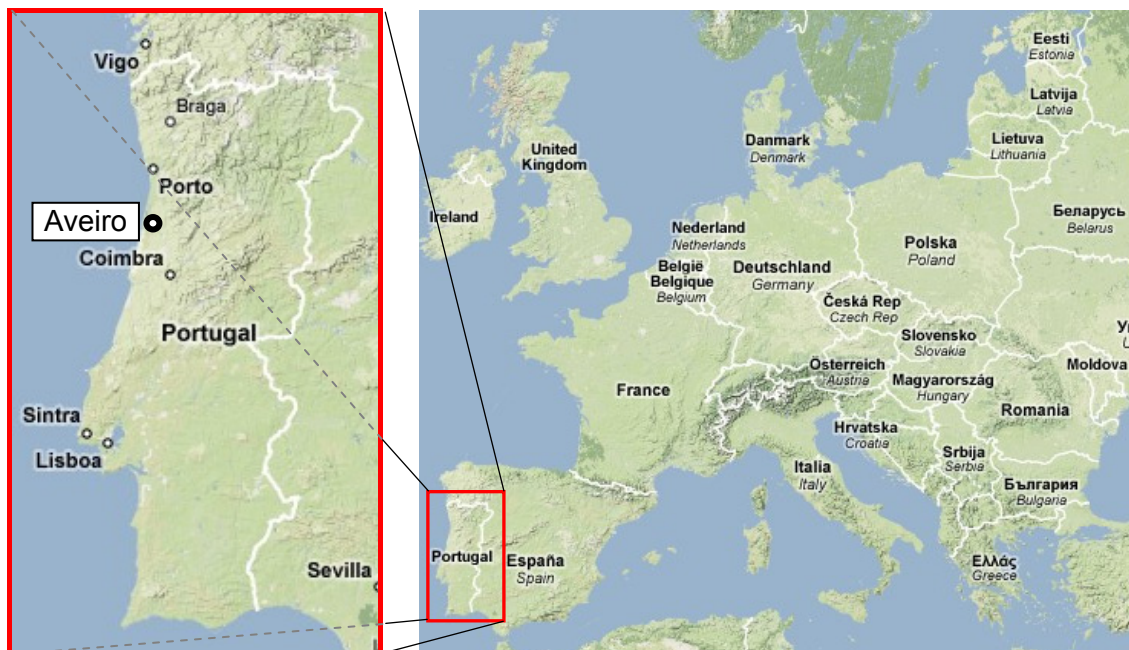 Vigo
Braga
Porto
Aveiro
Coimbra
Portugal
Sintra
Lisboa
Sevilla
Eesti
Estonia
Latvija
Latvia
Danmark
Denmark
Lietuva
Lithuania
United
Kingdom
Ireland
Беларусь
Belarus
Nederland
Netherlands
Polska
Poland
België
Belgique
Belgium
Deutschland
Germany
Česká Rep
Czech Rep
Slovensko
Slovakia
Moldova
Österreich
Austria
Magyarország
Hungary
France
Romania
Hrvatska
Croatia
Srbija
Serbia
Italia
Italy
България
Bulgaria
Portugal
España
Spain
Ελλάς
Greece